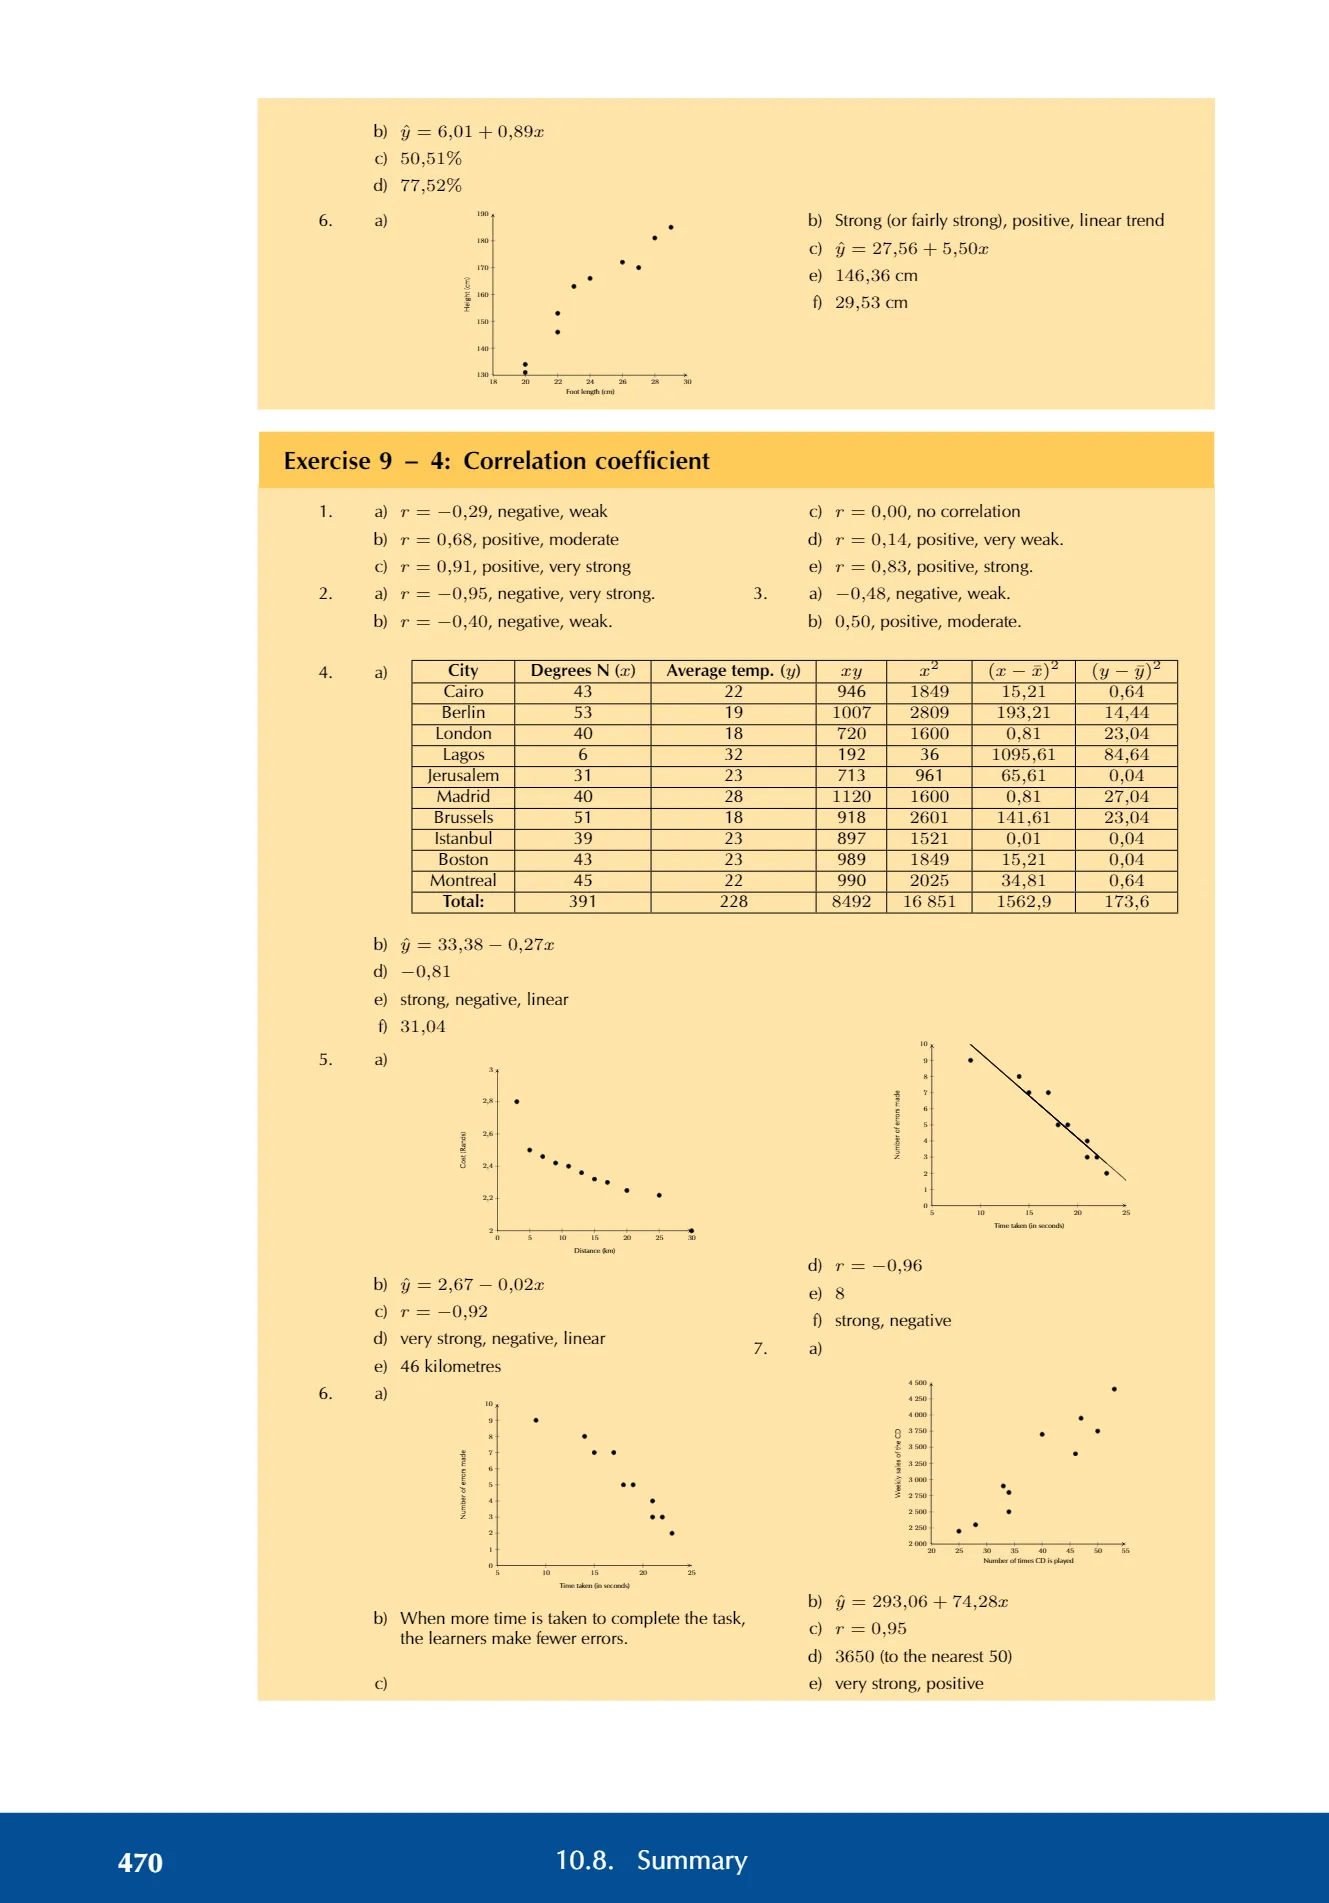 b) ŷ = 6,01 + 0,89x
c) 50,51%
d) 77,52%
6. a)
190
180
170
160
150
140
130
18 20 22 24 26 28 30
Height (cm)
Foot length (cm)
b) Strong (or fairly strong), positive, linear trend
c) ŷ = 27,56 + 5,50x
e) 146,36 cm
f) 29,53 cm
Exercise 9 – 4: Correlation coefficient
1. a) r = −0,29, negative, weak
b) r = 0,68, positive, moderate
c) r = 0,91, positive, very strong
2. a) r = −0,95, negative, very strong.
b) r = −0,40, negative, weak.
c) r = 0,00, no correlation
d) r = 0,14, positive, very weak.
e) r = 0,83, positive, strong.
3. a) −0,48, negative, weak.
b) 0,50, positive, moderate.
4. a)
City Degrees N (x) Average temp. (y) xy x² (x − x̄)² (y − ȳ)²
Cairo 43 22 946 1849 15,21 0,64
Berlin 53 19 1007 2809 193,21 14,44
London 40 18 720 1600 0,81 23,04
Lagos 6 32 192 36 1095,61 84,64
Jerusalem 31 23 713 961 65,61 0,04
Madrid 40 28 1120 1600 0,81 27,04
Brussels 51 18 918 2601 141,61 23,04
Istanbul 39 23 897 1521 0,01 0,04
Boston 43 23 989 1849 15,21 0,04
Montreal 45 22 990 2025 34,81 0,64
Total: 391 228 8492 16 851 1562,9 173,6
b) ŷ = 33,38 − 0,27x
d) −0,81
e) strong, negative, linear
f) 31,04
5. a)
3
2,8
2,6
2,4
2,2
2
0 5 10 15 20 25 30
Cost (Rands)
Distance (km)
b) ŷ = 2,67 − 0,02x
c) r = −0,92
d) very strong, negative, linear
e) 46 kilometres
6. a)
10
9
8
7
6
5
4
3
2
1
0
5 10 15 20 25
Number of errors made
Time taken (in seconds)
b) When more time is taken to complete the task,
the learners make fewer errors.
c)
10
9
8
7
6
5
4
3
2
1
0
5 10 15 20 25
Number of errors made
Time taken (in seconds)
d) r = −0,96
e) 8
f) strong, negative
7. a)
4 500
4 250
4 000
3 750
3 500
3 250
3 000
2 750
2 500
2 250
2 000
20 25 30 35 40 45 50 55
Weekly sales of the CD
Number of times CD is played
b) ŷ = 293,06 + 74,28x
c) r = 0,95
d) 3650 (to the nearest 50)
e) very strong, positive
470 10.8. Summary